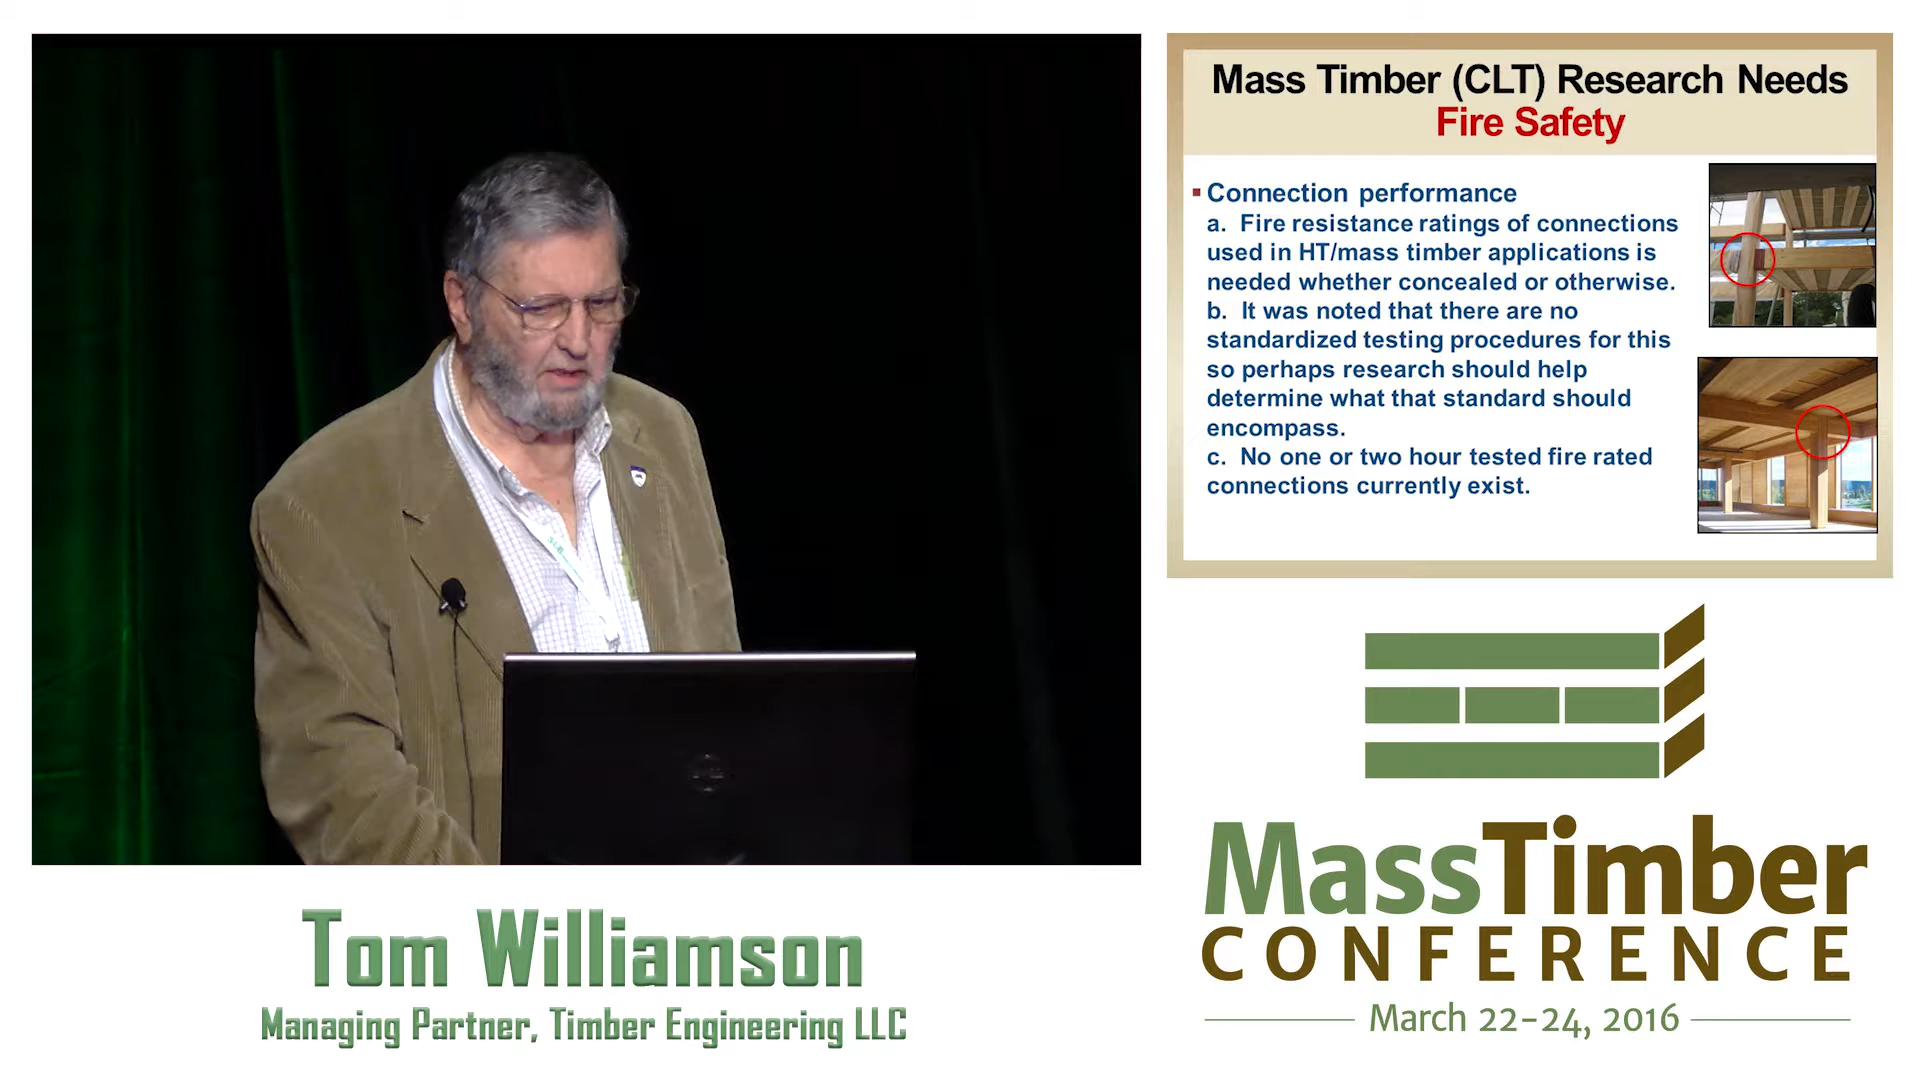 Mass Timber (CLT) Research Needs
Fire Safety
▪ Connection performance
a. Fire resistance ratings of connections
used in HT/mass timber applications is
needed whether concealed or otherwise.
b. It was noted that there are no
standardized testing procedures for this
so perhaps research should help
determine what that standard should
encompass.
c. No one or two hour tested fire rated
connections currently exist.
Tom Williamson
Managing Partner, Timber Engineering LLC
MassTimber
CONFERENCE
March 22-24, 2016